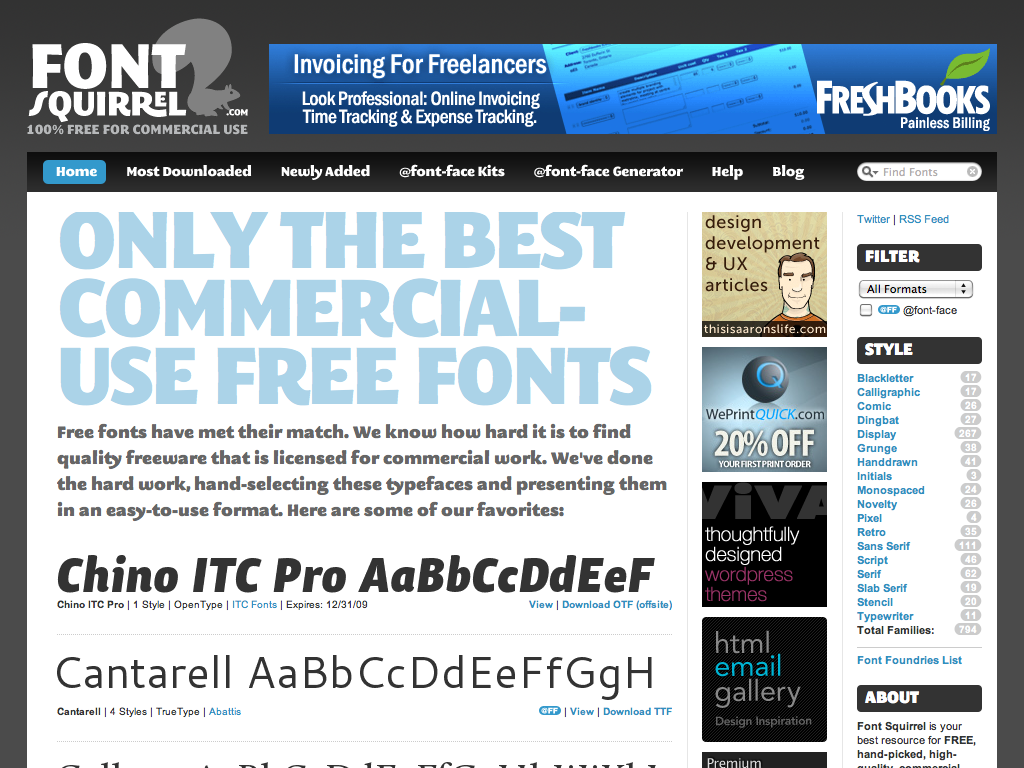 FONT
SQUIRREL.COM
100% FREE FOR COMMERCIAL USE
Invoicing For Freelancers
Look Professional: Online Invoicing
Time Tracking & Expense Tracking.
FRESHBOOKS
Painless Billing
Home Most Downloaded Newly Added @font-face Kits @font-face Generator Help Blog Find Fonts
ONLY THE BEST
COMMERCIAL-
USE FREE FONTS
Free fonts have met their match. We know how hard it is to find
quality freeware that is licensed for commercial work. We've done
the hard work, hand-selecting these typefaces and presenting them
in an easy-to-use format. Here are some of our favorites:
Chino ITC Pro AaBbCcDdEeF
Chino ITC Pro | 1 Style | OpenType | ITC Fonts | Expires: 12/31/09 View | Download OTF (offsite)
Cantarell AaBbCcDdEeFfGgH
Cantarell | 4 Styles | TrueType | Abattis @FF | View | Download TTF
design
development
& UX
articles
thisisaaronslife.com
Q
WePrintQUICK.com
20% OFF
YOUR FIRST PRINT ORDER
VIVA
thoughtfully
designed
wordpress
themes
html
email
gallery
Design Inspiration
Premium
Twitter | RSS Feed
FILTER
All Formats
@FF @font-face
STYLE
Blackletter 17
Calligraphic 17
Comic 26
Dingbat 27
Display 267
Grunge 38
Handdrawn 41
Initials 3
Monospaced 24
Novelty 26
Pixel 4
Retro 35
Sans Serif 111
Script 46
Serif 62
Slab Serif 19
Stencil 20
Typewriter 11
Total Families: 794
Font Foundries List
ABOUT
Font Squirrel is your
best resource for FREE,
hand-picked, high-
quality, commercial